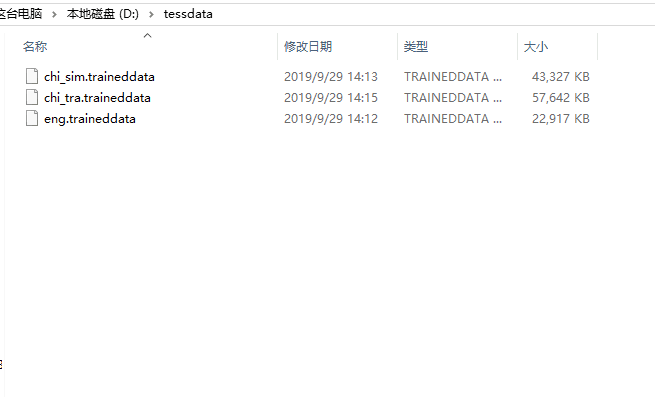 这台电脑 > 本地磁盘 (D:) > tessdata
名称 修改日期 类型 大小
chi_sim.traineddata 2019/9/29 14:13 TRAINEDDATA ... 43,327 KB
chi_tra.traineddata 2019/9/29 14:15 TRAINEDDATA ... 57,642 KB
eng.traineddata 2019/9/29 14:12 TRAINEDDATA ... 22,917 KB